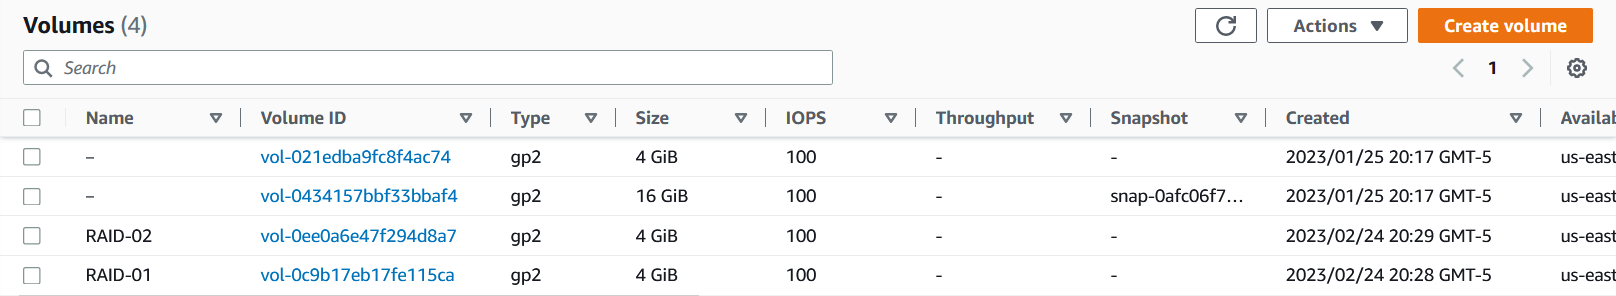 Volumes (4) Actions Create volume
Search 1
Name Volume ID Type Size IOPS Throughput Snapshot Created Availab
– vol-021edba9fc8f4ac74 gp2 4 GiB 100 - - 2023/01/25 20:17 GMT-5 us-east
– vol-0434157bbf33bbaf4 gp2 16 GiB 100 - snap-0afc06f7... 2023/01/25 20:17 GMT-5 us-east
RAID-02 vol-0ee0a6e47f294d8a7 gp2 4 GiB 100 - - 2023/02/24 20:29 GMT-5 us-east
RAID-01 vol-0c9b17eb17fe115ca gp2 4 GiB 100 - - 2023/02/24 20:28 GMT-5 us-east